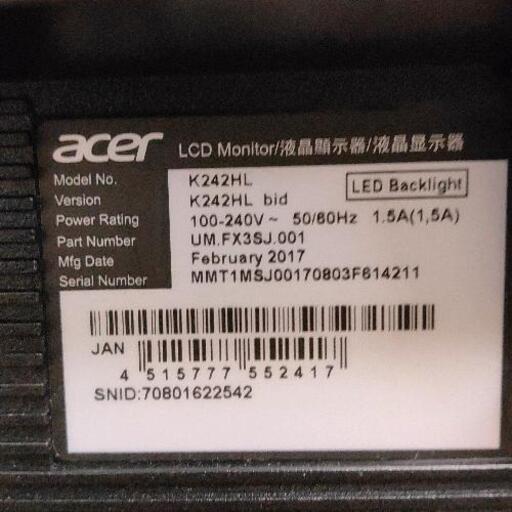 acer LCD Monitor/液晶顯示器/液晶显示器
Model No. K242HL LED Backlight
Version K242HL bid
Power Rating 100-240V ~ 50/60Hz 1.5A(1,5A)
Part Number UM.FX3SJ.001
Mfg Date February 2017
Serial Number MMT1MSJ00170803F614211
JAN
4 515777 552417
SNID:70801622542